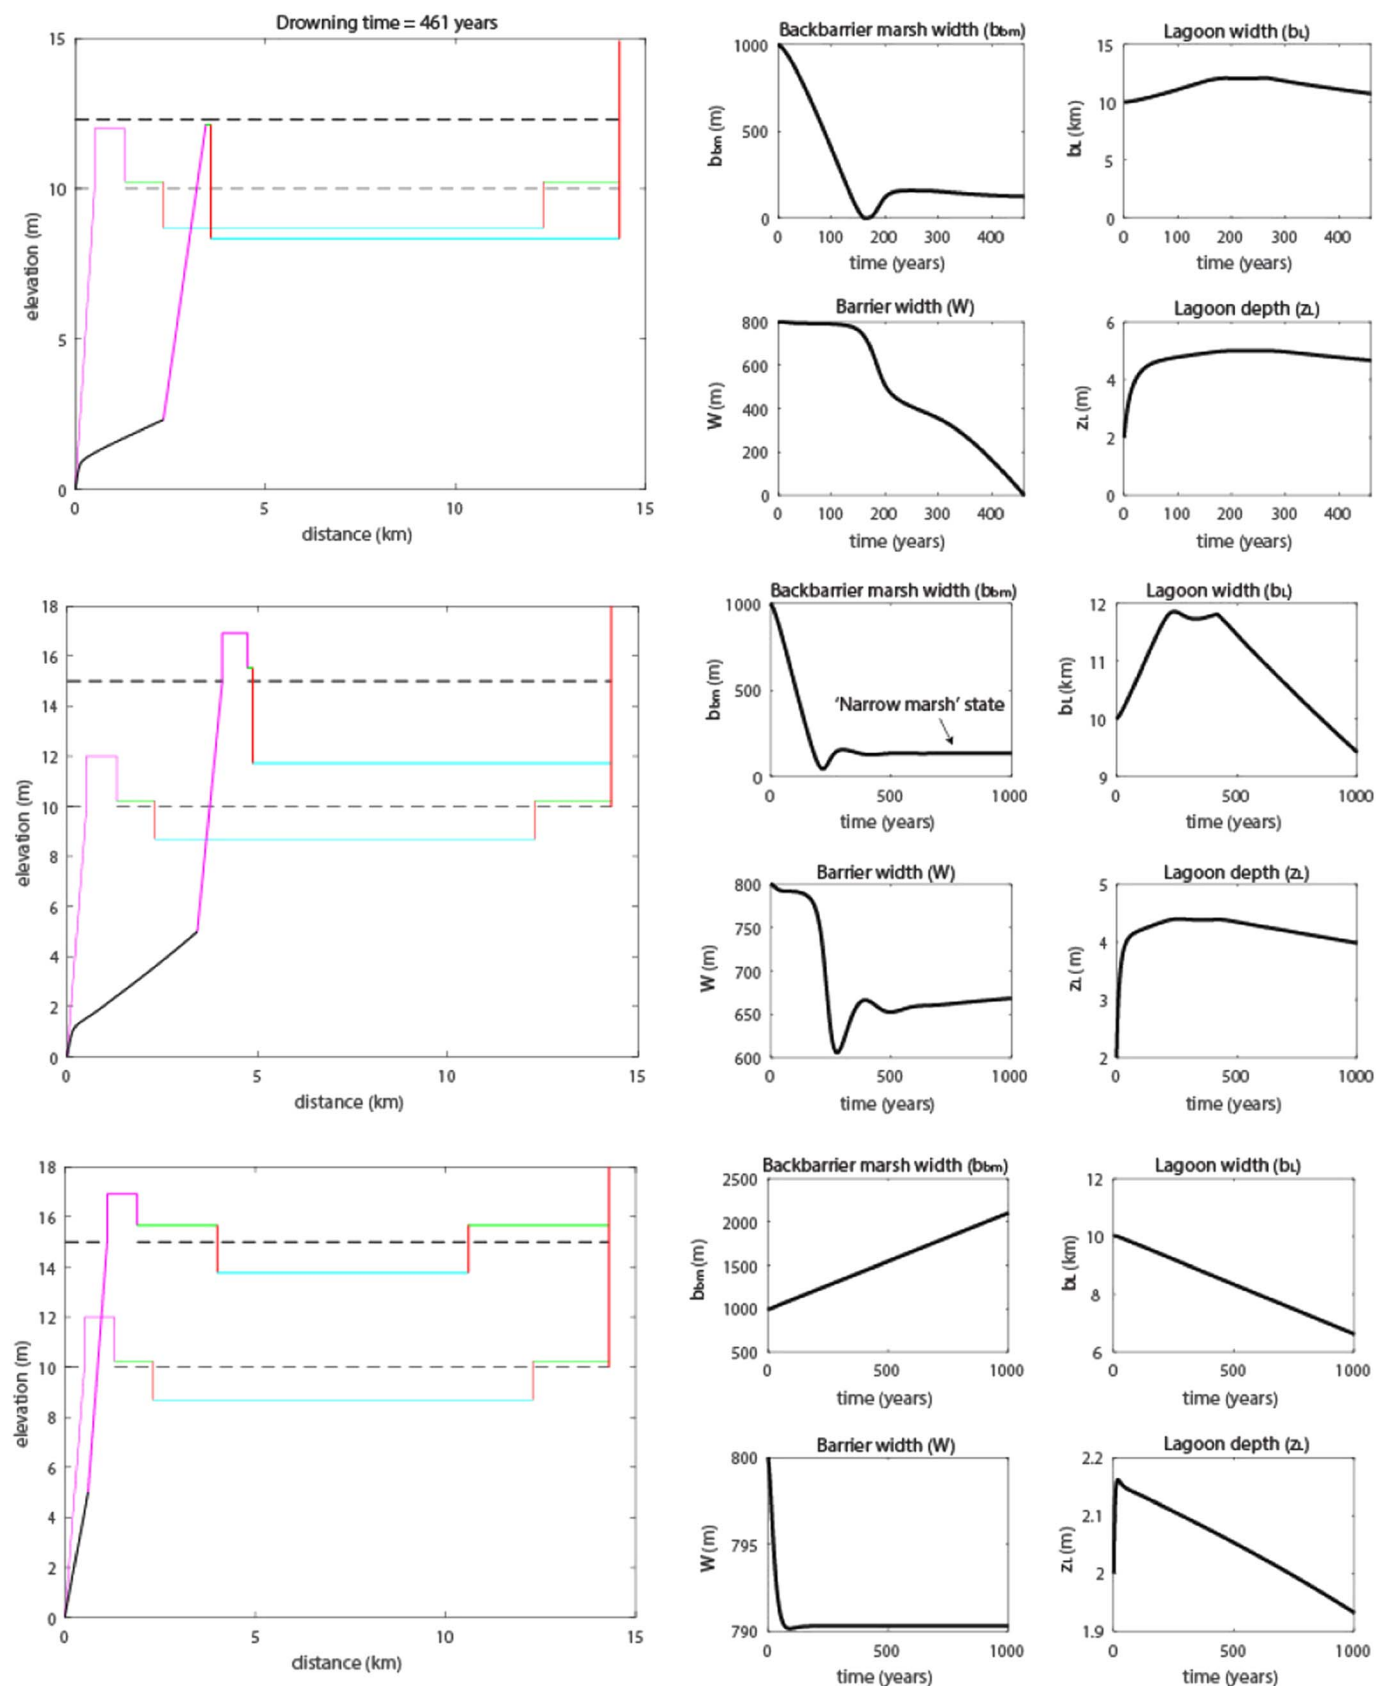 Drowning time = 461 years
15
10
5
0
elevation (m)
0 5 10 15
distance (km)
Backbarrier marsh width (bbm)
1000
500
0
bbm (m)
0 100 200 300 400
time (years)
Lagoon width (bL)
15
10
5
0
bL (km)
0 100 200 300 400
time (years)
Barrier width (W)
800
600
400
200
0
W (m)
0 100 200 300 400
time (years)
Lagoon depth (zL)
6
4
2
0
zL (m)
0 100 200 300 400
time (years)
18
16
14
12
10
8
6
4
2
0
elevation (m)
0 5 10 15
distance (km)
Backbarrier marsh width (bbm)
1000
500
0
bbm (m)
'Narrow marsh' state
0 500 1000
time (years)
Lagoon width (bL)
12
11
10
9
bL (km)
0 500 1000
time (years)
Barrier width (W)
800
750
700
650
600
W (m)
0 500 1000
time (years)
Lagoon depth (zL)
5
4
3
2
zL (m)
0 500 1000
time (years)
18
16
14
12
10
8
6
4
2
0
elevation (m)
0 5 10 15
distance (km)
Backbarrier marsh width (bbm)
2500
2000
1500
1000
500
bbm (m)
0 500 1000
time (years)
Lagoon width (bL)
12
10
8
6
bL (km)
0 500 1000
time (years)
Barrier width (W)
800
795
790
W (m)
0 500 1000
time (years)
Lagoon depth (zL)
2.2
2.1
2
1.9
zL (m)
0 500 1000
time (years)